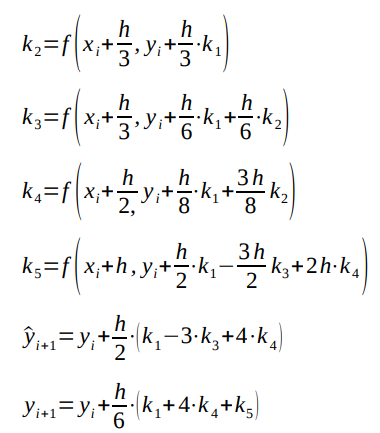 k₂=f(xᵢ+h/3, yᵢ+h/3·k₁)
k₃=f(xᵢ+h/3, yᵢ+h/6·k₁+h/6·k₂)
k₄=f(xᵢ+h/2, yᵢ+h/8·k₁+3h/8 k₂)
k₅=f(xᵢ+h, yᵢ+h/2·k₁−3h/2 k₃+2h·k₄)
ŷᵢ₊₁=yᵢ+h/2·(k₁−3·k₃+4·k₄)
yᵢ₊₁=yᵢ+h/6·(k₁+4·k₄+k₅)